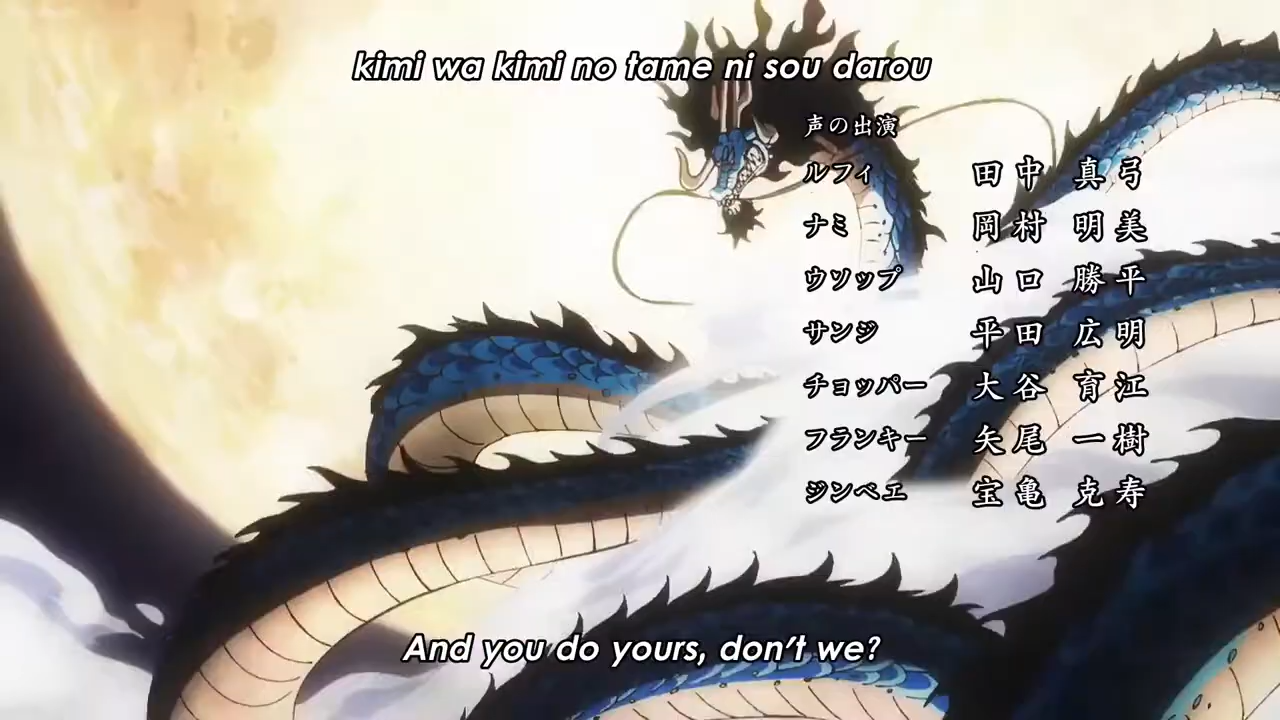 kimi wa kimi no tame ni sou darou
声の出演
ルフィ 田中 真弓
ナミ 岡村 明美
ウソップ 山口 勝平
サンジ 平田 広明
チョッパー 大谷 育江
フランキー 矢尾 一樹
ジンベエ 宝亀 克寿
And you do yours, don't we?